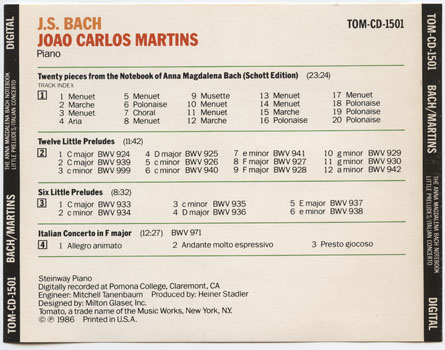 J.S. BACH
TOM-CD-1501
JOAO CARLOS MARTINS
Piano
Twenty pieces from the Notebook of Anna Magdalena Bach (Schott Edition) (23:24)
TRACK INDEX
1 1 Menuet 5 Menuet 9 Musette 13 Menuet 17 Menuet
2 Marche 6 Polonaise 10 Menuet 14 Menuet 18 Polonaise
3 Menuet 7 Choral 11 Menuet 15 Marche 19 Polonaise
4 Aria 8 Menuet 12 Marche 16 Polonaise 20 Polonaise
Twelve Little Preludes (11:42)
2 1 C major BWV 924 4 D major BWV 925 7 e minor BWV 941 10 g minor BWV 929
2 C major BWV 939 5 c minor BWV 926 8 F major BWV 927 11 g minor BWV 930
3 c minor BWV 999 6 c minor BWV 940 9 F major BWV 928 12 a minor BWV 942
Six Little Preludes (8:32)
3 1 C major BWV 933 3 c minor BWV 935 5 E major BWV 937
2 c minor BWV 934 4 D major BWV 936 6 e minor BWV 938
Italian Concerto in F major (12:27) BWV 971
4 1 Allegro animato 2 Andante molto espressivo 3 Presto giocoso
Steinway Piano
Digitally recorded at Pomona College, Claremont, CA
Engineer: Mitchell Tanenbaum Produced by: Heiner Stadler
Designed by: Milton Glaser, Inc.
Tomato, a trade name of the Music Works, New York, N.Y.
© ℗ 1986 Printed in U.S.A.
TOM-CD-1501
BACH/MARTINS
THE ANNA MAGDALENA BACH NOTEBOOK
LITTLE PRELUDES/ITALIAN CONCERTO
DIGITAL
TOM-CD-1501
BACH/MARTINS
THE ANNA MAGDALENA BACH NOTEBOOK
LITTLE PRELUDES/ITALIAN CONCERTO
DIGITAL